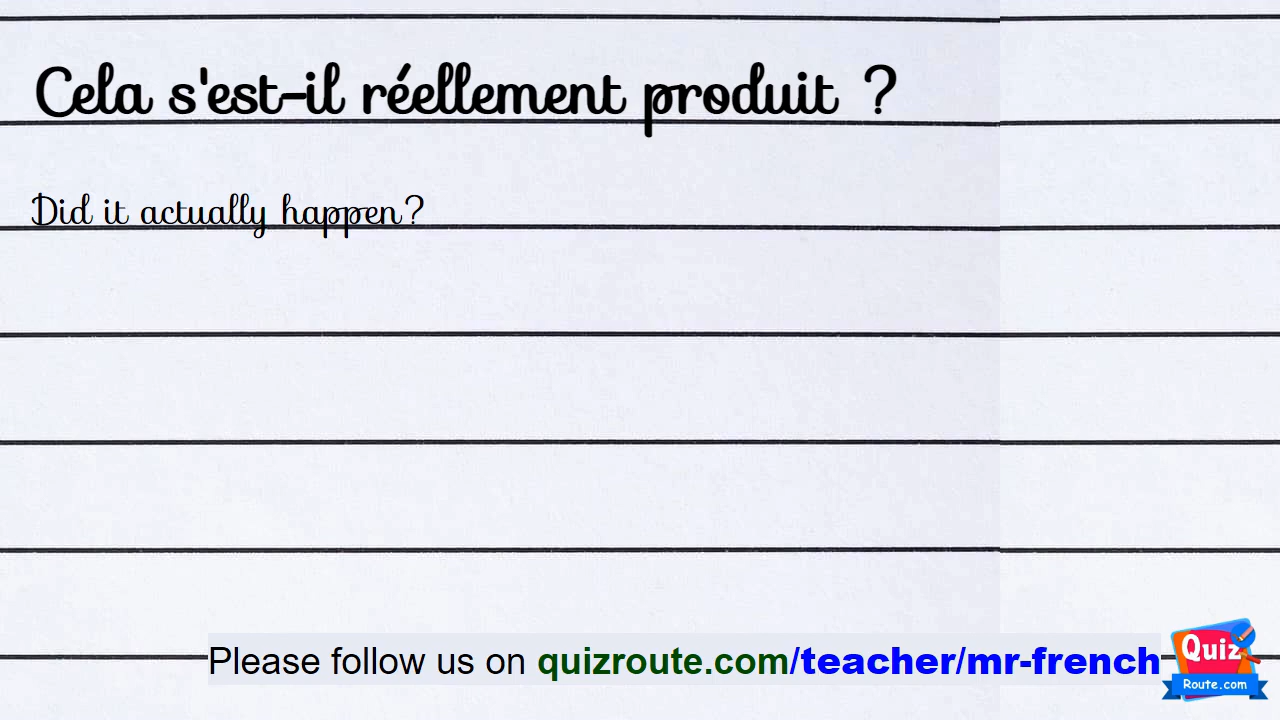 Cela s'est-il réellement produit ?
Did it actually happen?
Please follow us on quizroute.com/teacher/mr-french
Quiz
Route.com